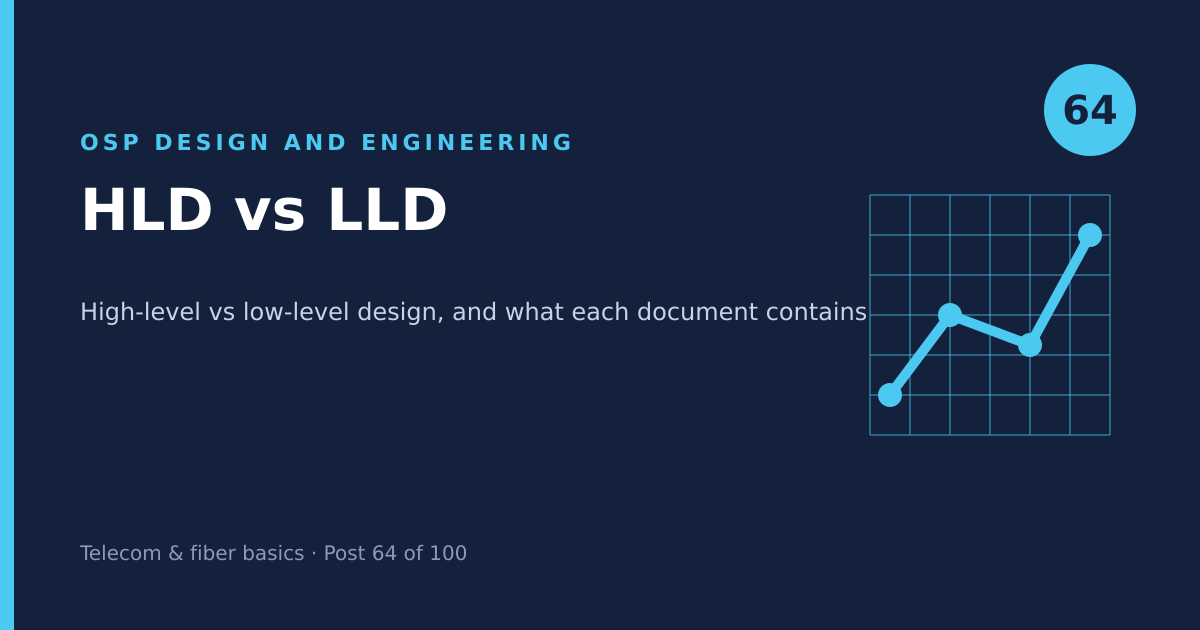 64
OSP DESIGN AND ENGINEERING
HLD vs LLD
High-level vs low-level design, and what each document contains
Telecom & fiber basics · Post 64 of 100